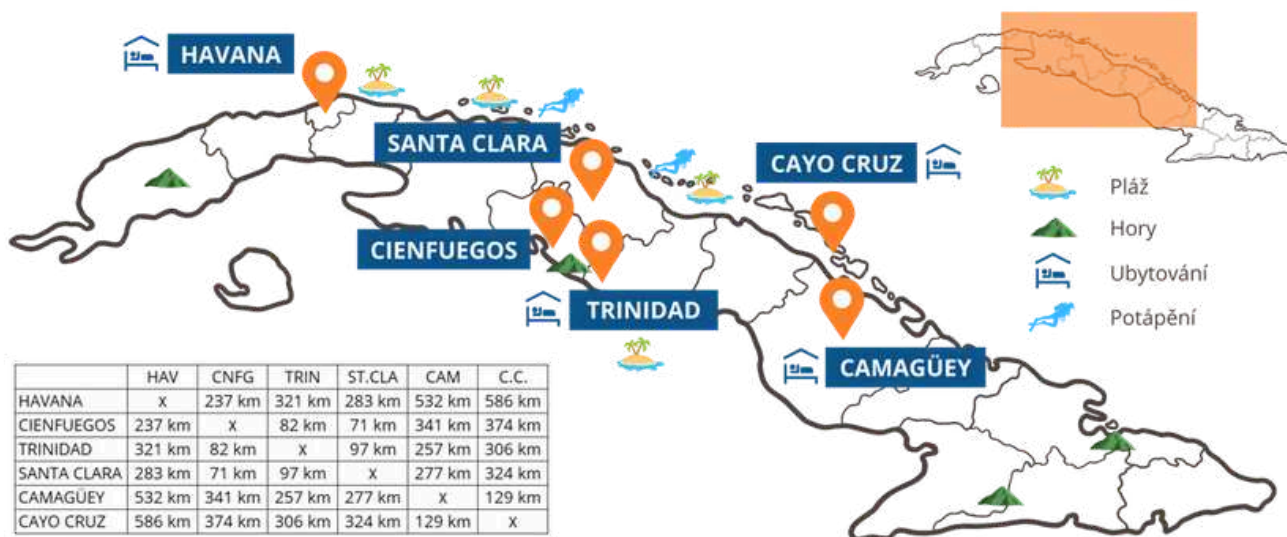 HAVANA
SANTA CLARA
CAYO CRUZ
CIENFUEGOS
TRINIDAD
CAMAGÜEY
Pláž
Hory
Ubytování
Potápění
HAV CNFG TRIN ST.CLA CAM C.C.
HAVANA x 237 km 321 km 283 km 532 km 586 km
CIENFUEGOS 237 km x 82 km 71 km 341 km 374 km
TRINIDAD 321 km 82 km x 97 km 257 km 306 km
SANTA CLARA 283 km 71 km 97 km x 277 km 324 km
CAMAGÜEY 532 km 341 km 257 km 277 km x 129 km
CAYO CRUZ 586 km 374 km 306 km 324 km 129 km x